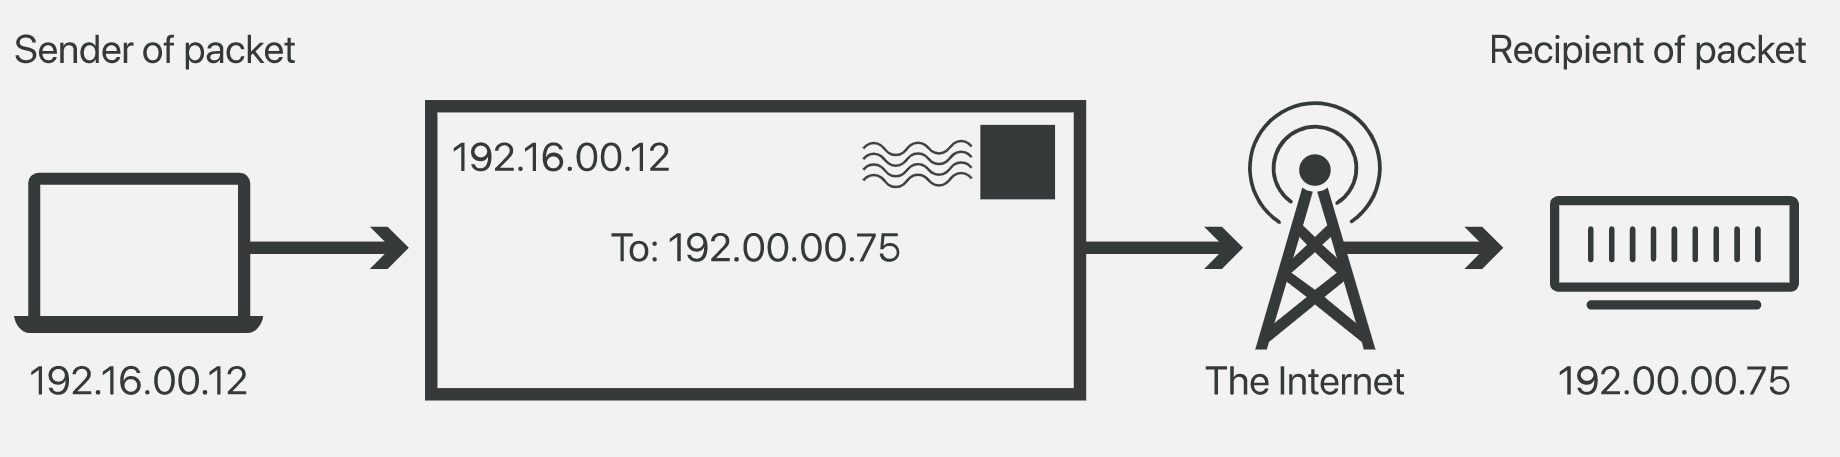 Sender of packet
Recipient of packet
192.16.00.12
To: 192.00.00.75
192.16.00.12
The Internet
192.00.00.75